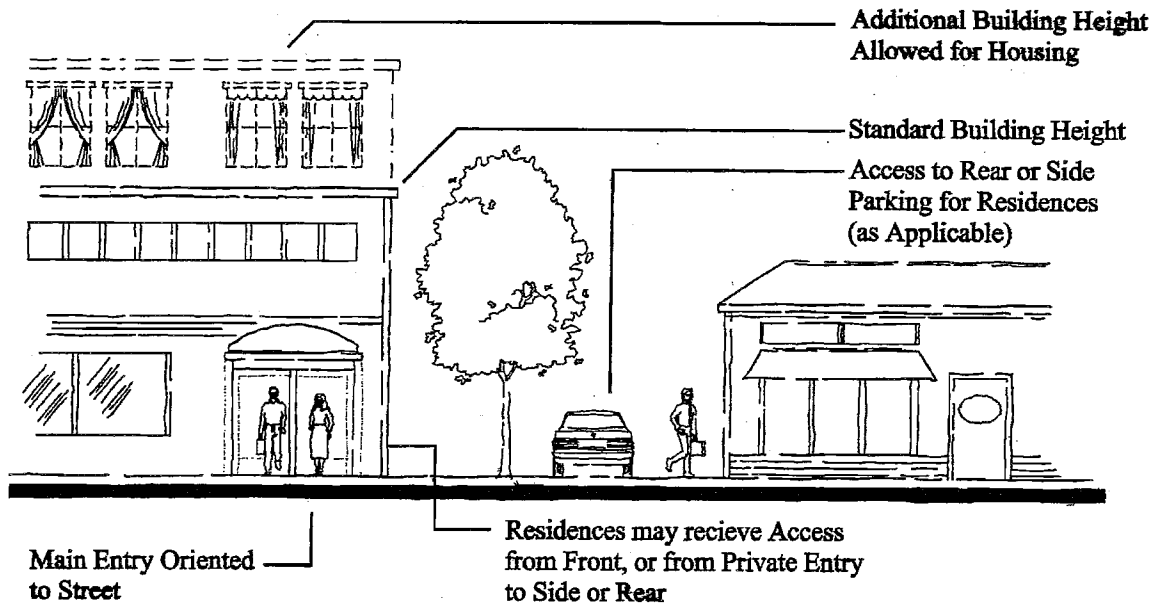 Additional Building Height
Allowed for Housing
Standard Building Height
Access to Rear or Side
Parking for Residences
(as Applicable)
Main Entry Oriented
to Street
Residences may recieve Access
from Front, or from Private Entry
to Side or Rear